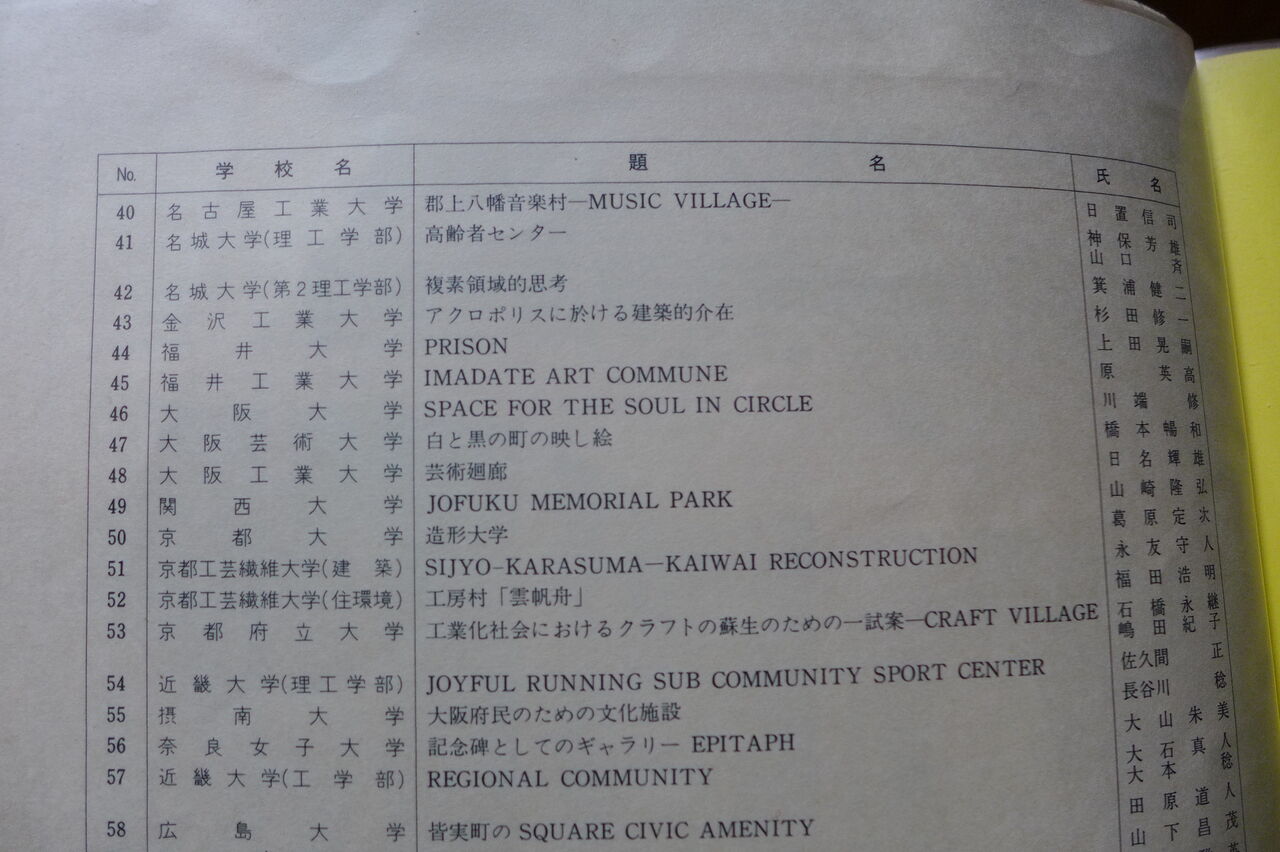 No. 学校名 題名 氏名
40 名古屋工業大学 郡上八幡音楽村—MUSIC VILLAGE— 日置信司
41 名城大学(理工学部) 高齢者センター 神保芳雄
山口斉
42 名城大学(第2理工学部) 複素領域的思考 箕浦健二
43 金沢工業大学 アクロポリスに於ける建築的介在 杉田修一
44 福井大学 PRISON 上田晃嗣
45 福井工業大学 IMADATE ART COMMUNE 原英高
46 大阪大学 SPACE FOR THE SOUL IN CIRCLE 川端修
47 大阪芸術大学 白と黒の町の映し絵 橋本暢和
48 大阪工業大学 芸術廻廊 日名輝雄
49 関西大学 JOFUKU MEMORIAL PARK 山崎隆弘
50 京都大学 造形大学 葛原定次
51 京都工芸繊維大学(建築) SIJYO-KARASUMA—KAIWAI RECONSTRUCTION 永友守人
52 京都工芸繊維大学(住環境) 工房村「雲帆舟」 福田浩明
53 京都府立大学 工業化社会におけるクラフトの蘇生のための一試案—CRAFT VILLAGE 石橋永継
嶋田紀子
54 近畿大学(理工学部) JOYFUL RUNNING SUB COMMUNITY SPORT CENTER 佐久間正
55 摂南大学 大阪府民のための文化施設 長谷川稔
56 奈良女子大学 記念碑としてのギャラリー EPITAPH 大山朱美
57 近畿大学(工学部) REGIONAL COMMUNITY 大石真人
大本稔
58 広島大学 皆実町の SQUARE CIVIC AMENITY 田原道人
山下昌茂